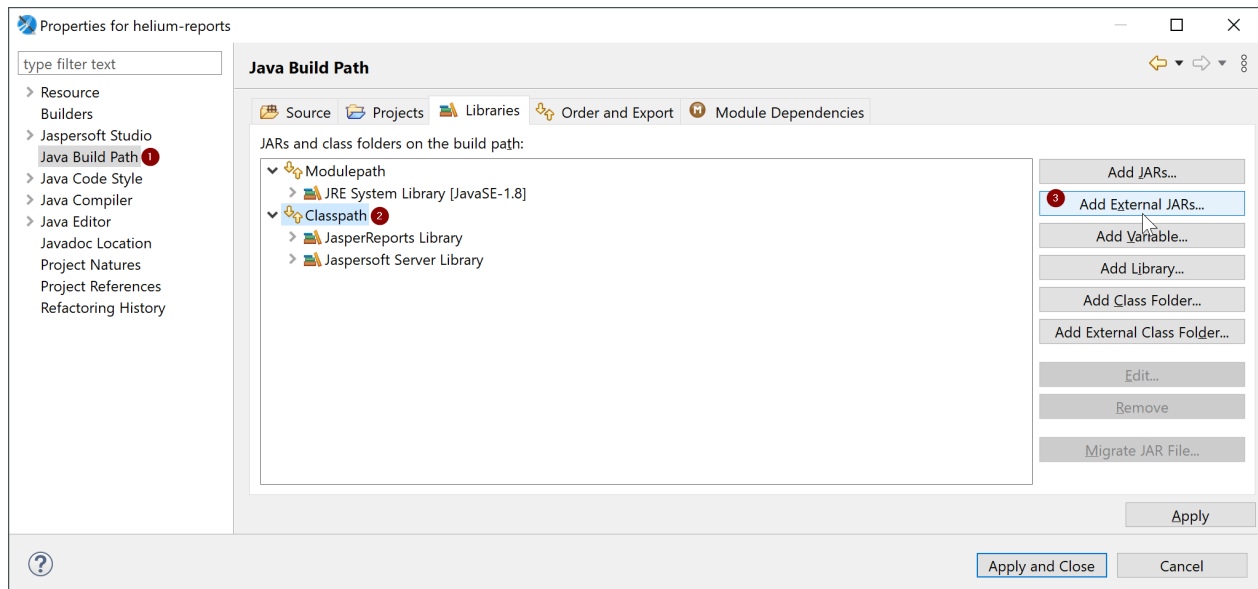 Properties for helium-reports
type filter text
Resource
Builders
Jaspersoft Studio
Java Build Path 1
Java Code Style
Java Compiler
Java Editor
Javadoc Location
Project Natures
Project References
Refactoring History
Java Build Path
Source Projects Libraries Order and Export Module Dependencies
JARs and class folders on the build path:
Modulepath
JRE System Library [JavaSE-1.8]
Classpath 2
JasperReports Library
Jaspersoft Server Library
Add JARs...
3 Add External JARs...
Add Variable...
Add Library...
Add Class Folder...
Add External Class Folder...
Edit...
Remove
Migrate JAR File...
Apply
?
Apply and Close Cancel